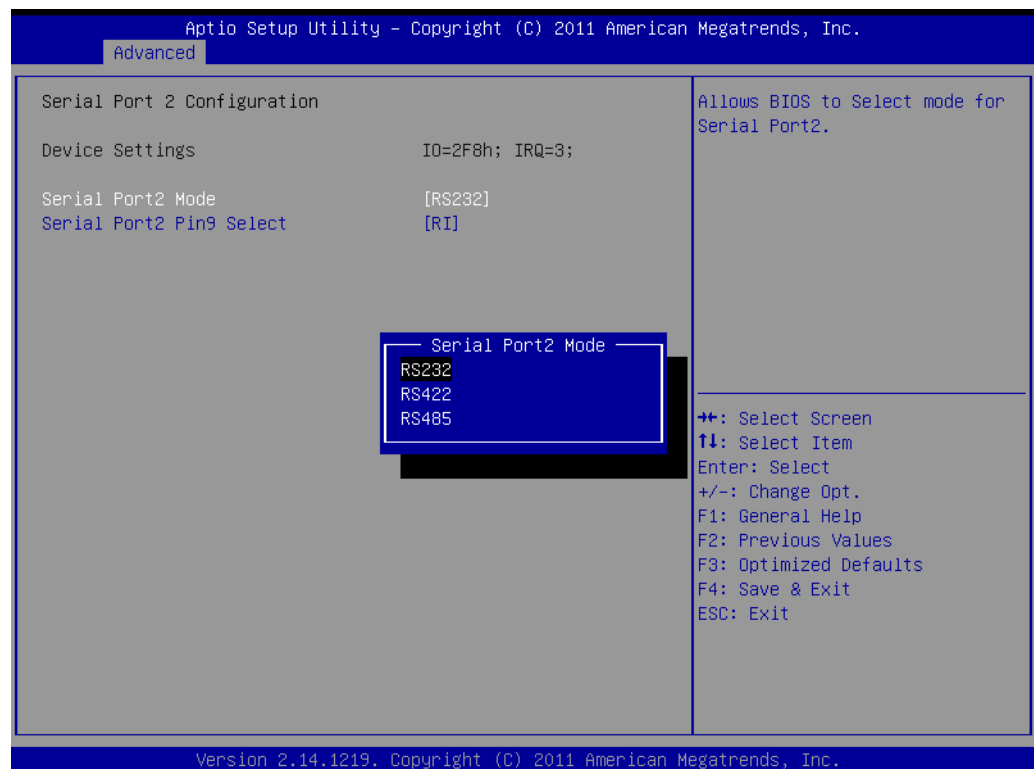 Aptio Setup Utility – Copyright (C) 2011 American Megatrends, Inc.
Advanced
Serial Port 2 Configuration
Device Settings IO=2F8h; IRQ=3;
Serial Port2 Mode [RS232]
Serial Port2 Pin9 Select [RI]
Serial Port2 Mode
RS232
RS422
RS485
Allows BIOS to Select mode for
Serial Port2.
→←: Select Screen
↑↓: Select Item
Enter: Select
+/-: Change Opt.
F1: General Help
F2: Previous Values
F3: Optimized Defaults
F4: Save & Exit
ESC: Exit
Version 2.14.1219. Copyright (C) 2011 American Megatrends, Inc.